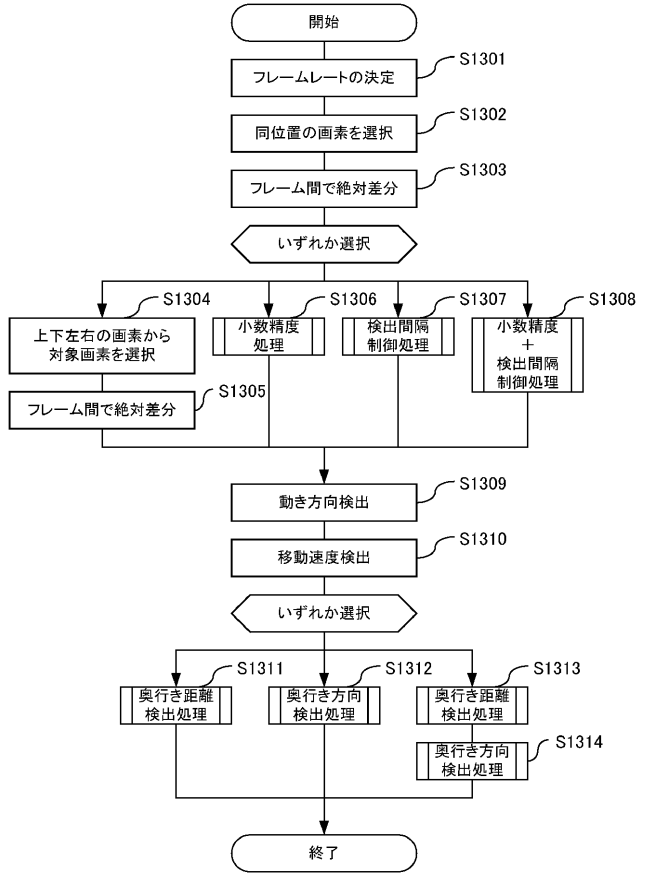 開始
S1301
フレームレートの決定
S1302
同位置の画素を選択
S1303
フレーム間で絶対差分
いずれか選択
S1304
上下左右の画素から
対象画素を選択
S1305
フレーム間で絶対差分
S1306
小数精度
処理
S1307
検出間隔
制御処理
S1308
小数精度
＋
検出間隔
制御処理
S1309
動き方向検出
S1310
移動速度検出
いずれか選択
S1311
奥行き距離
検出処理
S1312
奥行き方向
検出処理
S1313
奥行き距離
検出処理
S1314
奥行き方向
検出処理
終了